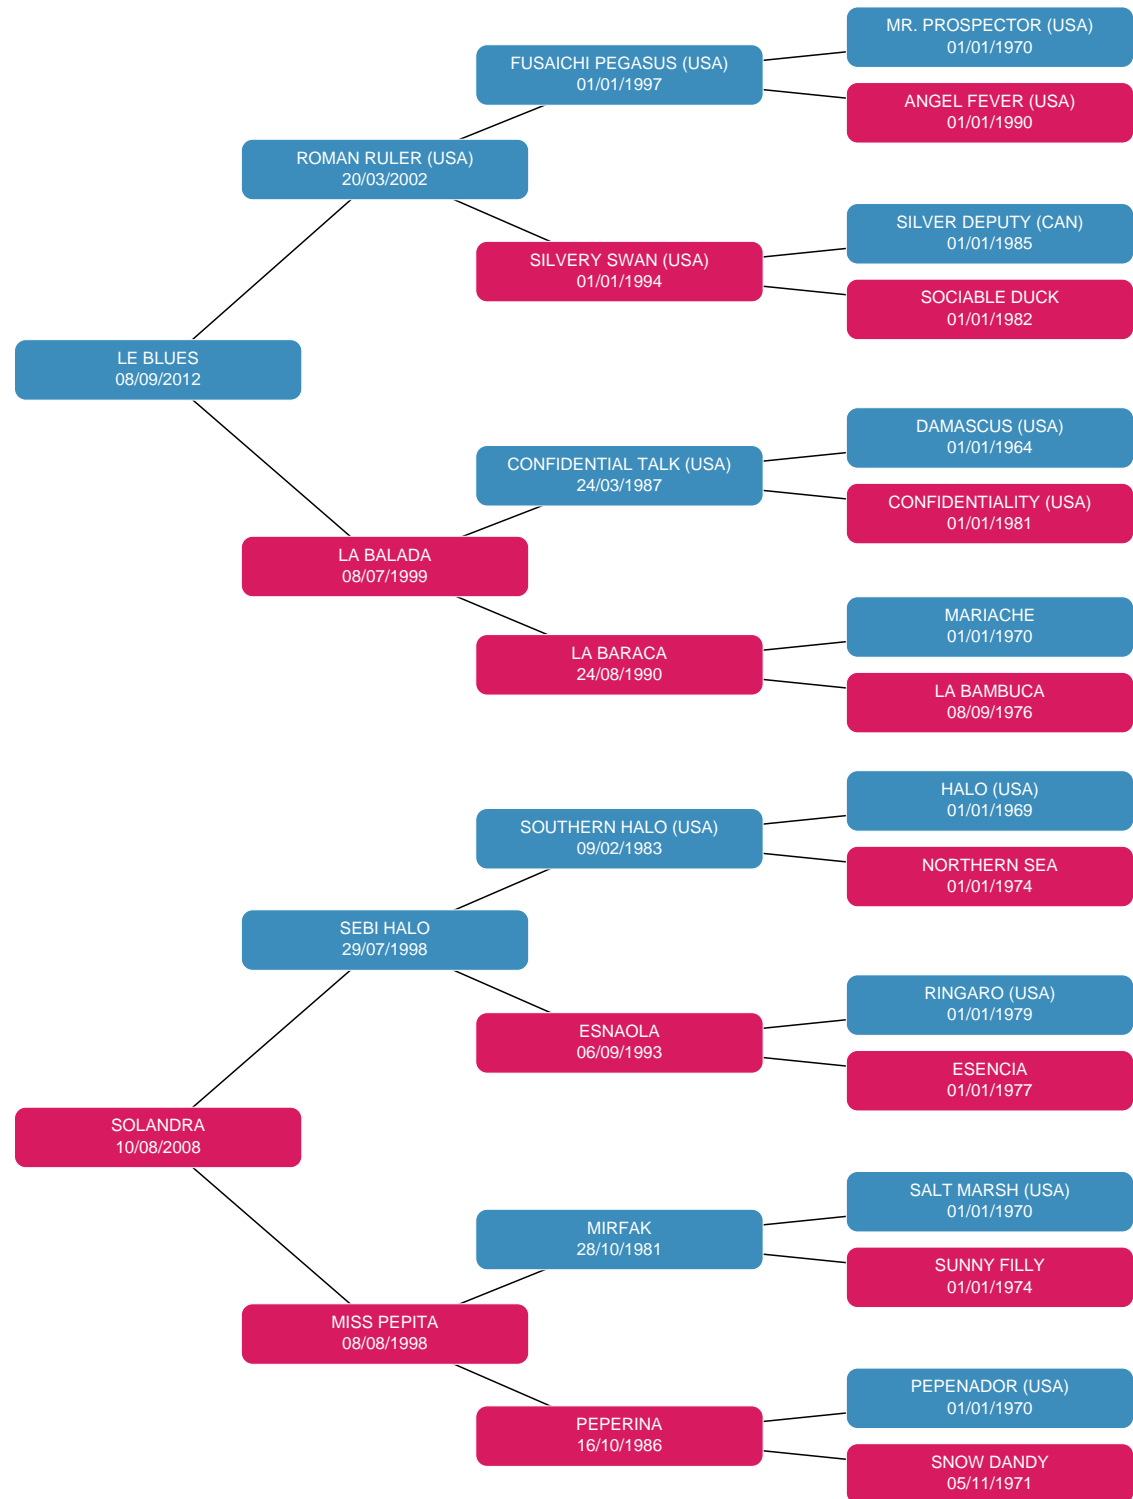 MR. PROSPECTOR (USA)
01/01/1970
FUSAICHI PEGASUS (USA)
01/01/1997
ANGEL FEVER (USA)
01/01/1990
ROMAN RULER (USA)
20/03/2002
SILVER DEPUTY (CAN)
01/01/1985
SILVERY SWAN (USA)
01/01/1994
SOCIABLE DUCK
01/01/1982
LE BLUES
08/09/2012
DAMASCUS (USA)
01/01/1964
CONFIDENTIAL TALK (USA)
24/03/1987
CONFIDENTIALITY (USA)
01/01/1981
LA BALADA
08/07/1999
MARIACHE
01/01/1970
LA BARACA
24/08/1990
LA BAMBUCA
08/09/1976
HALO (USA)
01/01/1969
SOUTHERN HALO (USA)
09/02/1983
NORTHERN SEA
01/01/1974
SEBI HALO
29/07/1998
RINGARO (USA)
01/01/1979
ESNAOLA
06/09/1993
ESENCIA
01/01/1977
SOLANDRA
10/08/2008
SALT MARSH (USA)
01/01/1970
MIRFAK
28/10/1981
SUNNY FILLY
01/01/1974
MISS PEPITA
08/08/1998
PEPENADOR (USA)
01/01/1970
PEPERINA
16/10/1986
SNOW DANDY
05/11/1971